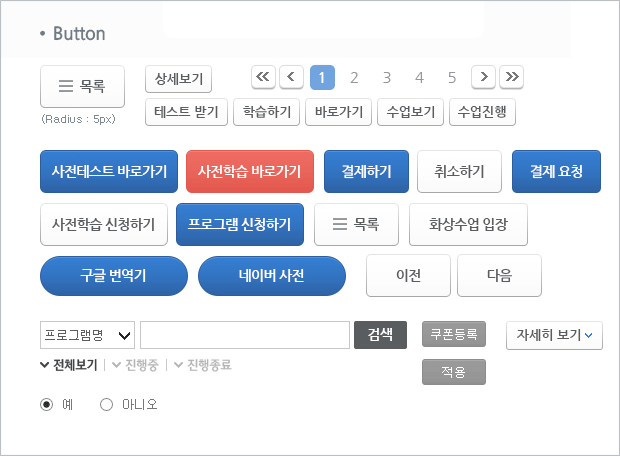 • Button
목록 상세보기 1 2 3 4 5
(Radius : 5px) 테스트 받기 학습하기 바로가기 수업보기 수업진행
사전테스트 바로가기 사전학습 바로가기 결제하기 취소하기 결제 요청
사전학습 신청하기 프로그램 신청하기 목록 화상수업 입장
구글 번역기 네이버 사전 이전 다음
프로그램명 검색 쿠폰등록 자세히 보기
전체보기 진행중 진행종료 적용
예 아니오